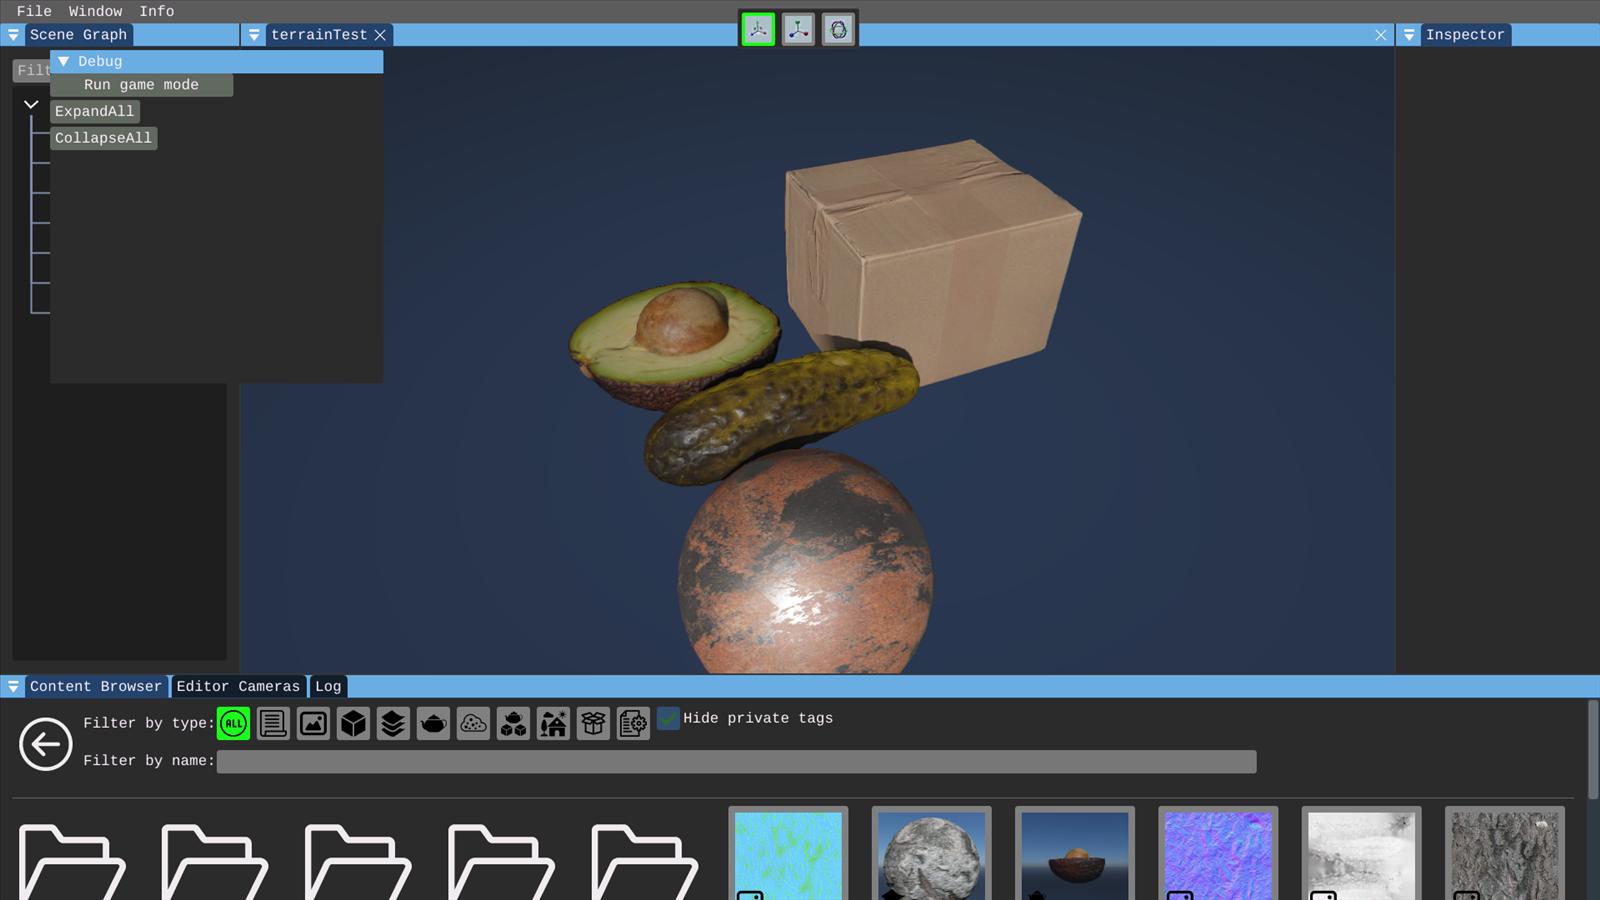 File Window Info
Scene Graph
terrainTest
Inspector
Filt
Debug
Run game mode
ExpandAll
CollapseAll
Content Browser
Editor Cameras
Log
Filter by type:
ALL
Hide private tags
Filter by name: